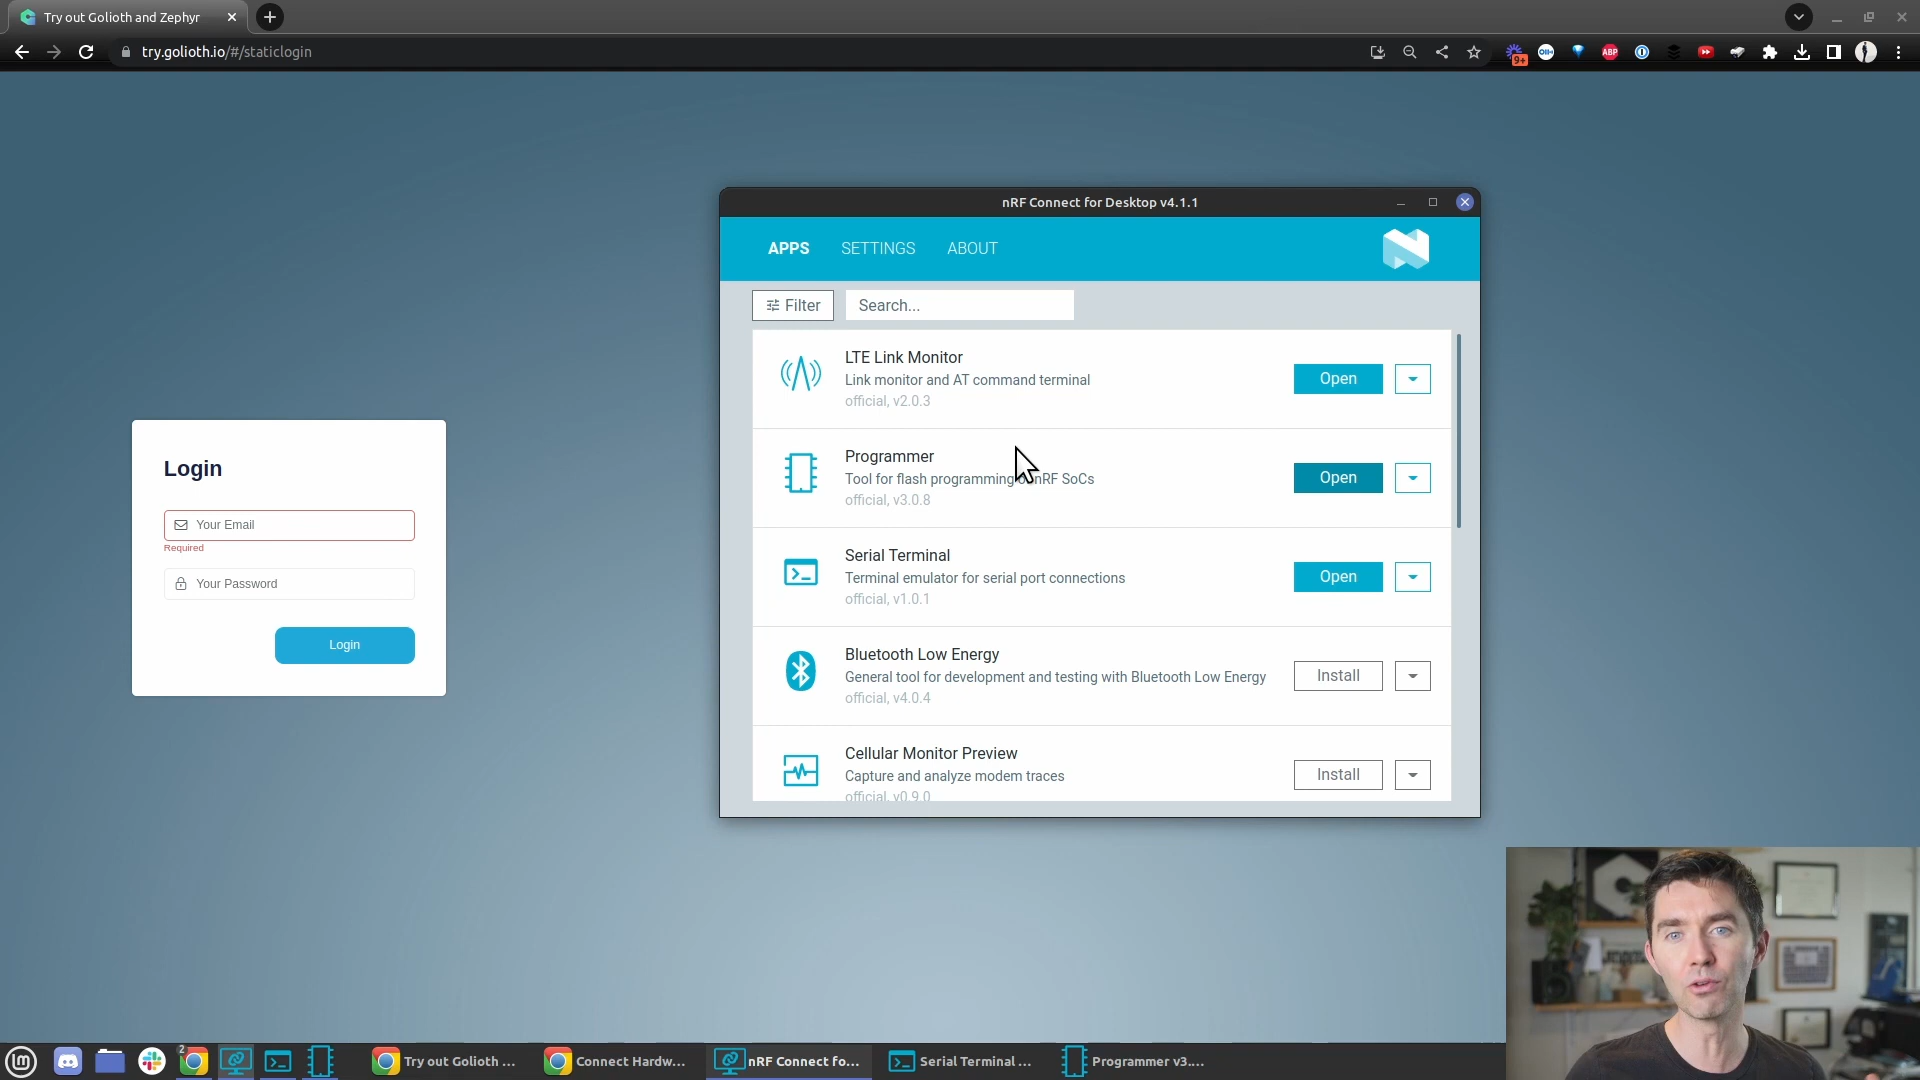 Try out Golioth and Zephyr
try.golioth.io/#/staticlogin
9+
ABP
nRF Connect for Desktop v4.1.1
APPS SETTINGS ABOUT
Filter
Search...
LTE Link Monitor
Link monitor and AT command terminal
official, v2.0.3
Open
Programmer
Tool for flash programming nRF SoCs
official, v3.0.8
Open
Serial Terminal
Terminal emulator for serial port connections
official, v1.0.1
Open
Bluetooth Low Energy
General tool for development and testing with Bluetooth Low Energy
official, v4.0.4
Install
Cellular Monitor Preview
Capture and analyze modem traces
official, v0.9.0
Install
Login
Your Email
Required
Your Password
Login
2
Try out Golioth ...
Connect Hardw...
nRF Connect fo...
Serial Terminal ...
Programmer v3....